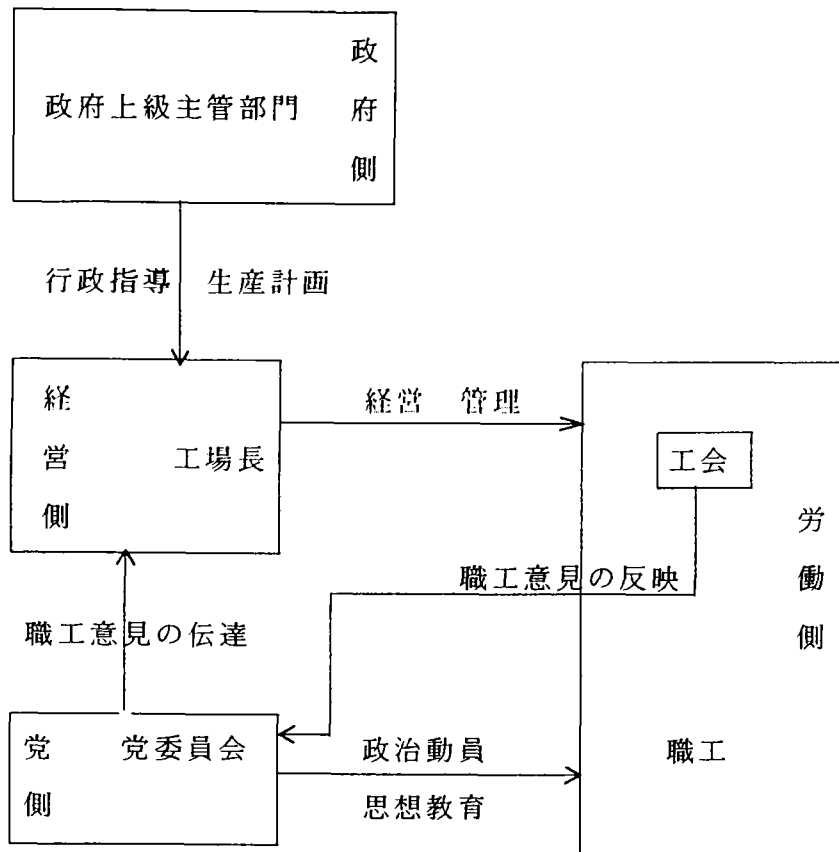 政府側
政府上級主管部門
行政指導 生産計画
経営側
工場長
経営 管理
工会
労働側
職工意見の反映
職工意見の伝達
党側
党委員会
政治動員
思想教育
職工